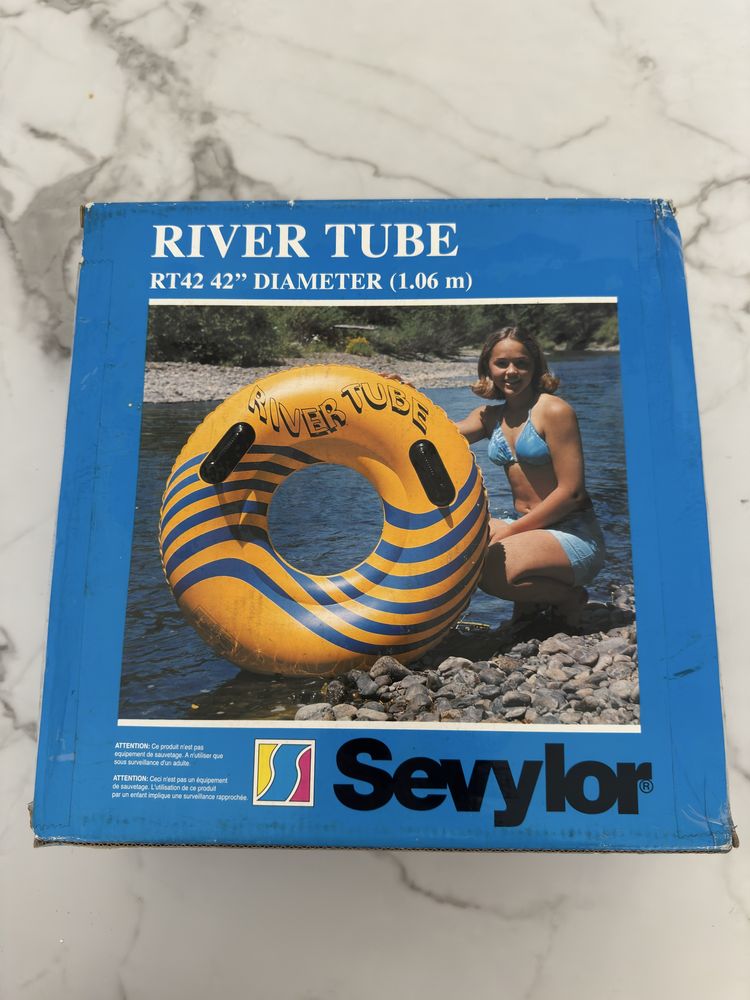 RIVER TUBE
RT42 42” DIAMETER (1.06 m)
RIVER TUBE
ATTENTION: Ce produit n'est pas
equipement de sauvetage. A n'utiliser que
sous surveillance d'un adulte.
ATTENTION: Ceci n'est pas un équipement
de sauvetage. L'utilisation de ce produit
par un enfant implique une surveillance rapprochée.
Sevylor®